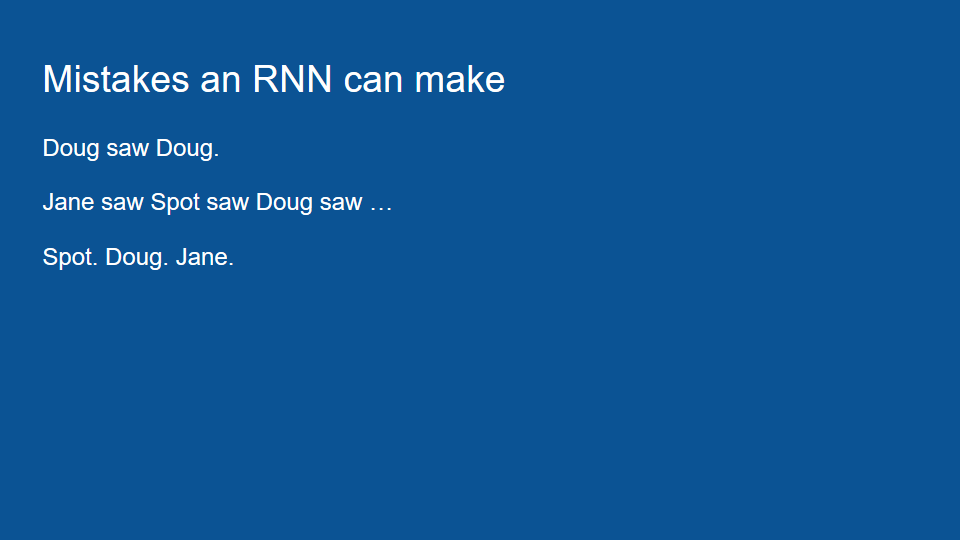 Mistakes an RNN can make
Doug saw Doug.
Jane saw Spot saw Doug saw …
Spot. Doug. Jane.